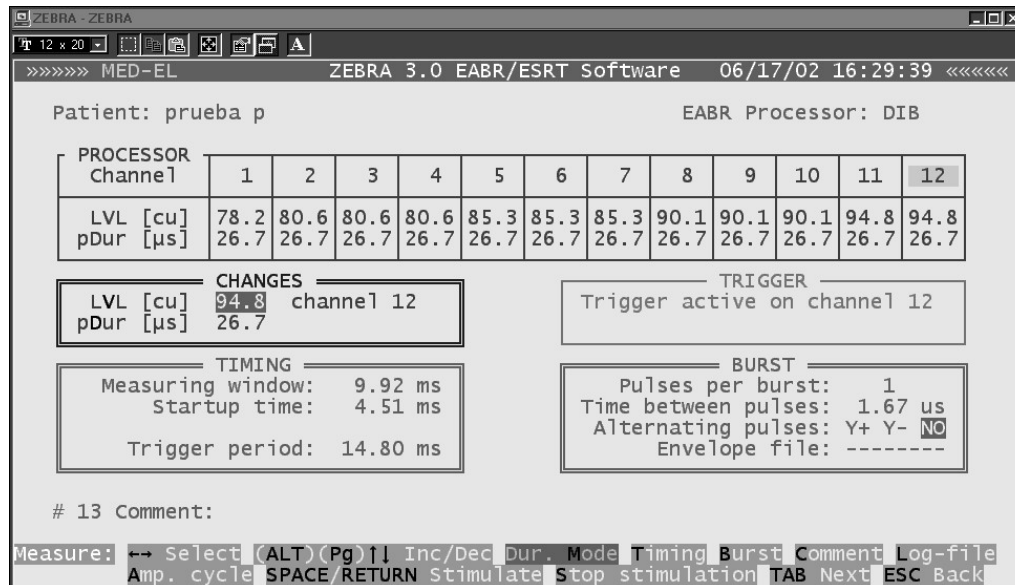 ZEBRA - ZEBRA
12 x 20 A
»»»»» MED-EL ZEBRA 3.0 EABR/ESRT Software 06/17/02 16:29:39 «««««
Patient: prueba p EABR Processor: DIB
PROCESSOR
Channel 1 2 3 4 5 6 7 8 9 10 11 12
LVL [cu] 78.2 80.6 80.6 80.6 85.3 85.3 85.3 90.1 90.1 90.1 94.8 94.8
pDur [µs] 26.7 26.7 26.7 26.7 26.7 26.7 26.7 26.7 26.7 26.7 26.7 26.7
CHANGES
LVL [cu] 94.8 channel 12
pDur [µs] 26.7
TRIGGER
Trigger active on channel 12
TIMING
Measuring window: 9.92 ms
Startup time: 4.51 ms
Trigger period: 14.80 ms
BURST
Pulses per burst: 1
Time between pulses: 1.67 us
Alternating pulses: Y+ Y- NO
Envelope file: --------
# 13 Comment:
Measure: ←→ Select (ALT)(Pg)↑↓ Inc/Dec Dur. Mode Timing Burst Comment Log-file
Amp. cycle SPACE/RETURN Stimulate Stop stimulation TAB Next ESC Back